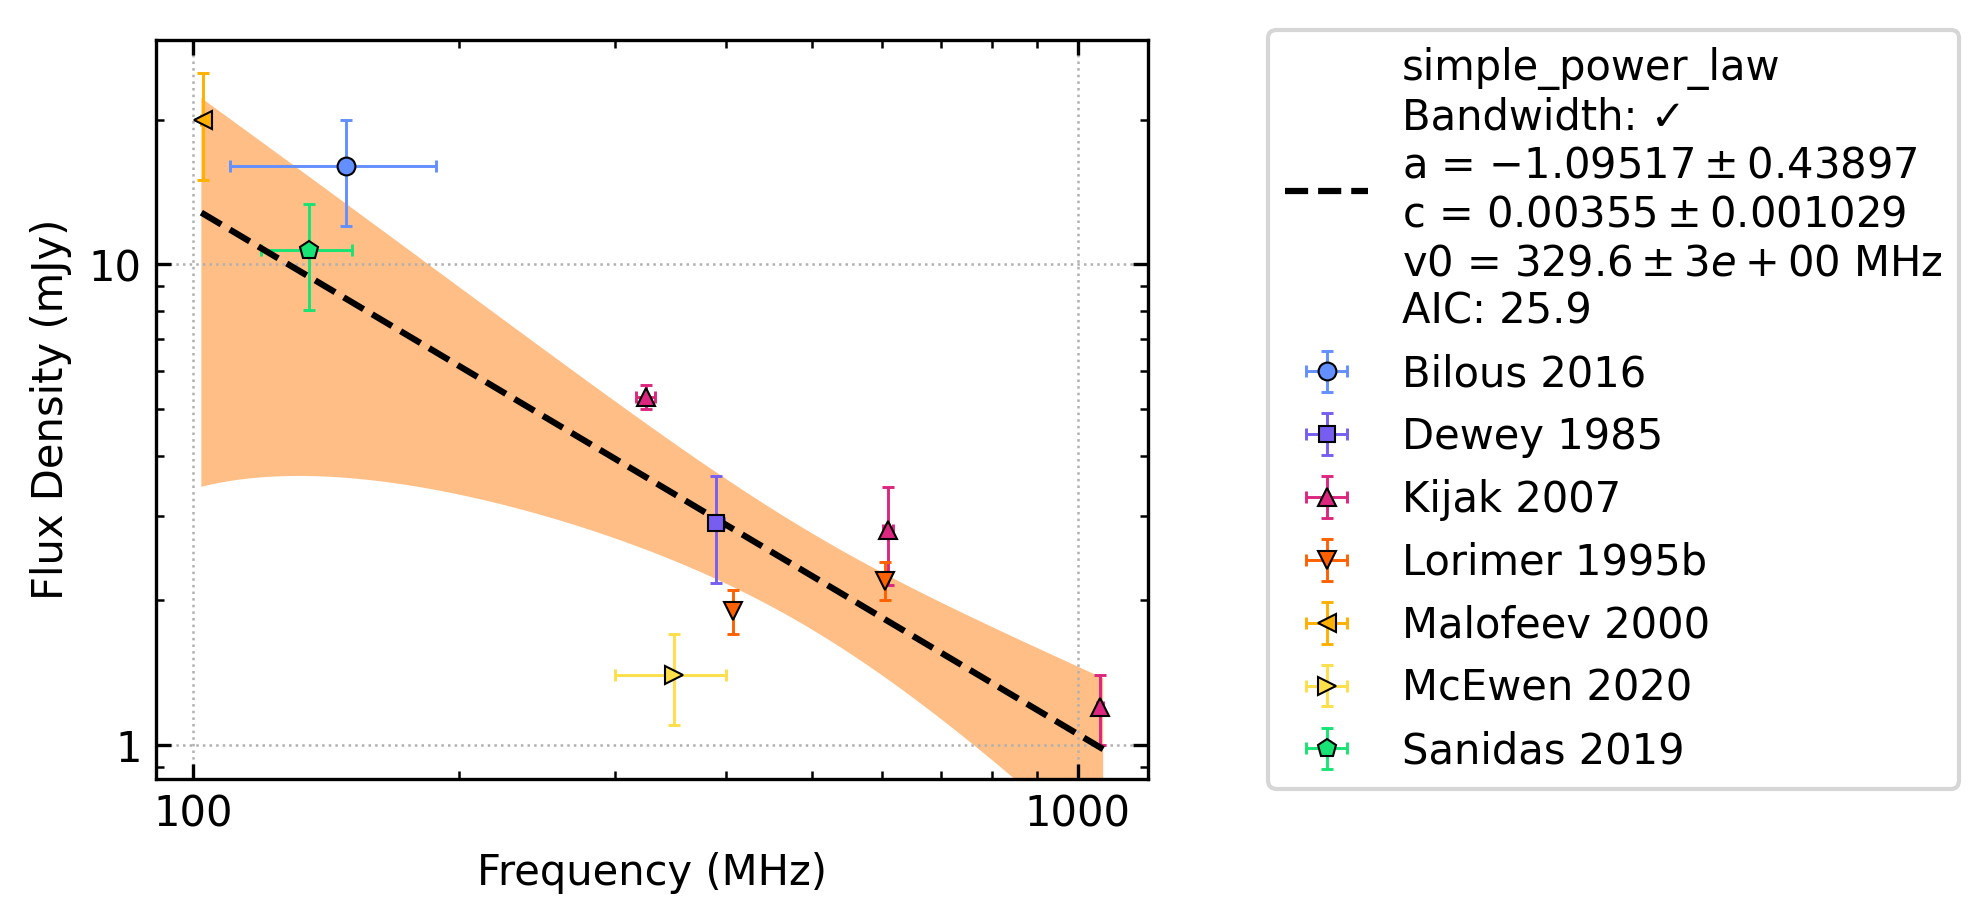 simple_power_law
Bandwidth: ✓
a = −1.09517 ± 0.43897
c = 0.00355 ± 0.001029
v0 = 329.6 ± 3e + 00 MHz
AIC: 25.9
Bilous 2016
Dewey 1985
Kijak 2007
Lorimer 1995b
Malofeev 2000
McEwen 2020
Sanidas 2019
Flux Density (mJy)
10
1
100
1000
Frequency (MHz)